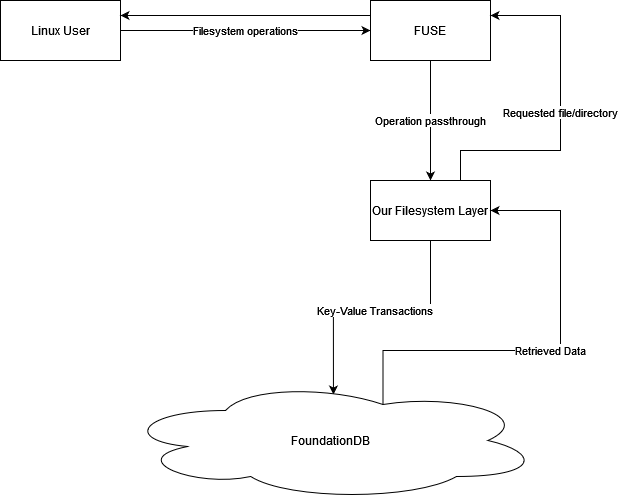 Linux User
Filesystem operations
FUSE
Operation passthrough
Requested file/directory
Our Filesystem Layer
Key-Value Transactions
Retrieved Data
FoundationDB